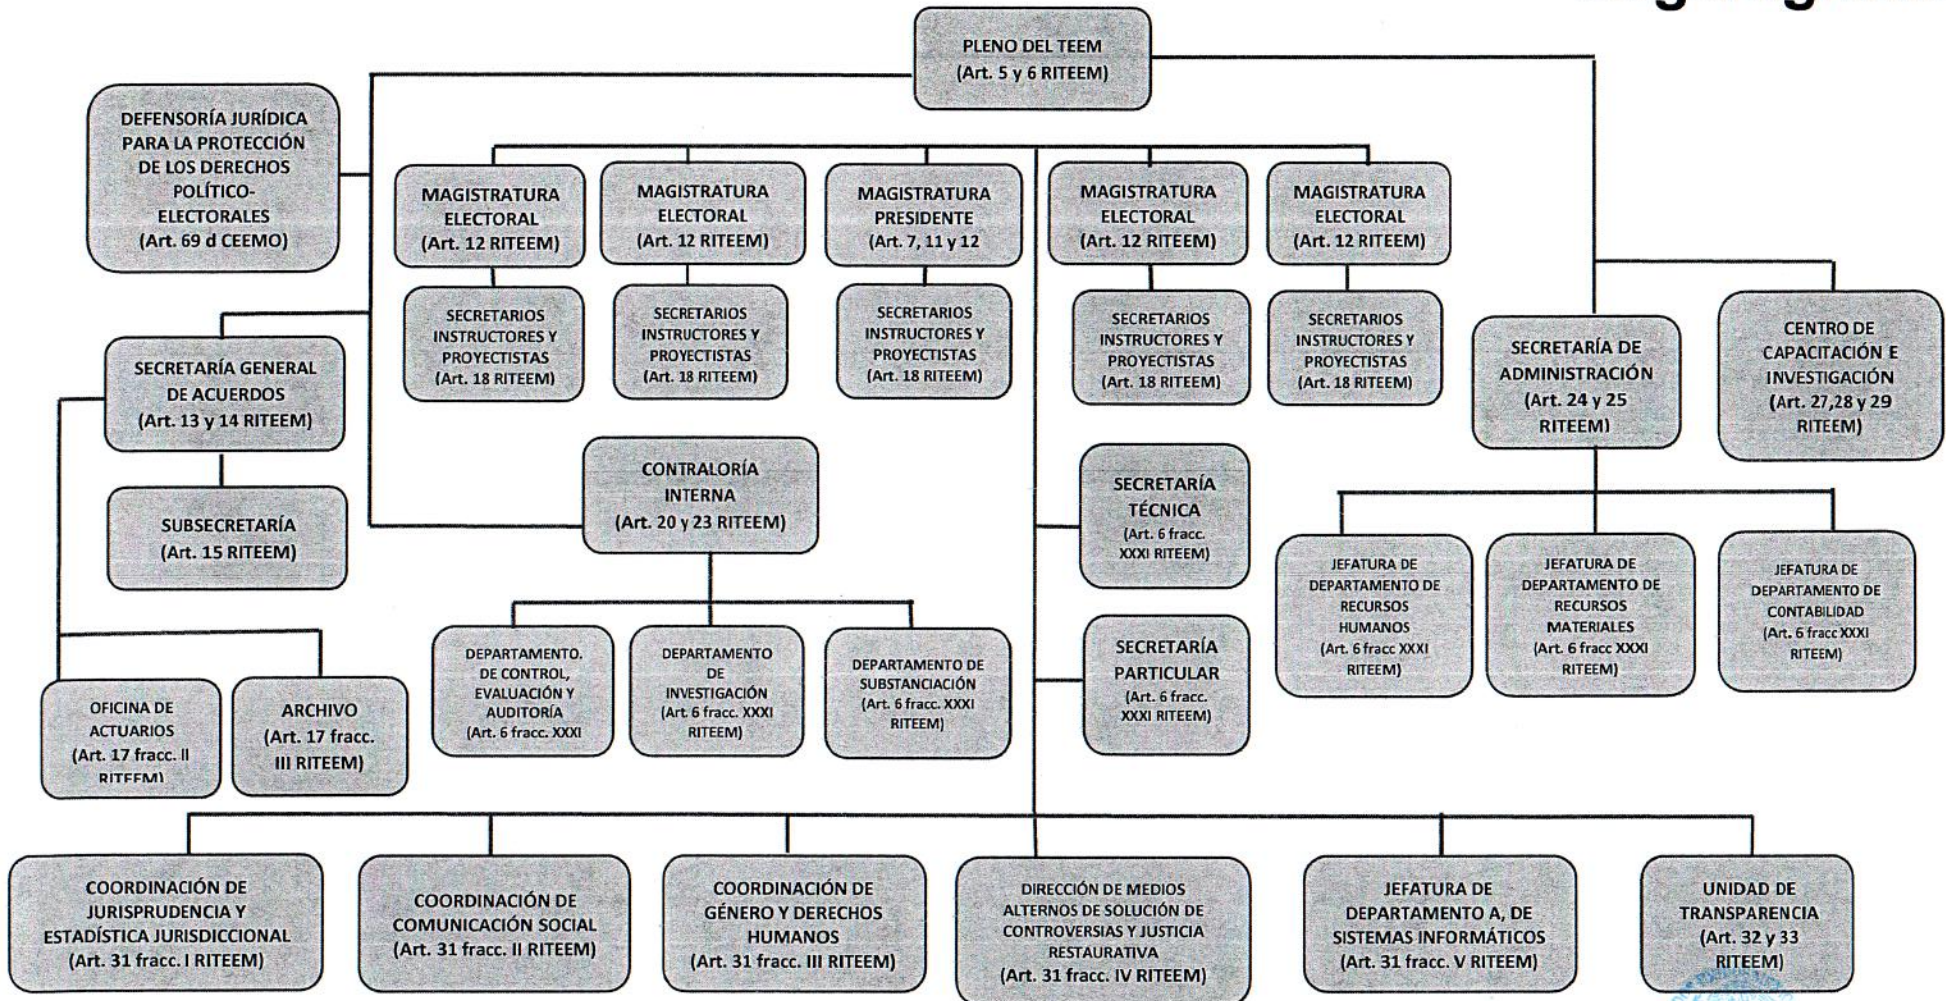 PLENO DEL TEEM
(Art. 5 y 6 RITEEM)
DEFENSORÍA JURÍDICA
PARA LA PROTECCIÓN
DE LOS DERECHOS
POLÍTICO-
ELECTORALES
(Art. 69 d CEEMO)
MAGISTRATURA
ELECTORAL
(Art. 12 RITEEM)
MAGISTRATURA
ELECTORAL
(Art. 12 RITEEM)
MAGISTRATURA
PRESIDENTE
(Art. 7, 11 y 12
MAGISTRATURA
ELECTORAL
(Art. 12 RITEEM)
MAGISTRATURA
ELECTORAL
(Art. 12 RITEEM)
SECRETARIOS
INSTRUCTORES Y
PROYECTISTAS
(Art. 18 RITEEM)
SECRETARIOS
INSTRUCTORES Y
PROYECTISTAS
(Art. 18 RITEEM)
SECRETARIOS
INSTRUCTORES Y
PROYECTISTAS
(Art. 18 RITEEM)
SECRETARIOS
INSTRUCTORES Y
PROYECTISTAS
(Art. 18 RITEEM)
SECRETARIOS
INSTRUCTORES Y
PROYECTISTAS
(Art. 18 RITEEM)
SECRETARÍA DE
ADMINISTRACIÓN
(Art. 24 y 25
RITEEM)
CENTRO DE
CAPACITACIÓN E
INVESTIGACIÓN
(Art. 27,28 y 29
RITEEM)
SECRETARÍA GENERAL
DE ACUERDOS
(Art. 13 y 14 RITEEM)
SUBSECRETARÍA
(Art. 15 RITEEM)
CONTRALORÍA
INTERNA
(Art. 20 y 23 RITEEM)
SECRETARÍA
TÉCNICA
(Art. 6 fracc.
XXXI RITEEM)
JEFATURA DE
DEPARTAMENTO DE
RECURSOS
HUMANOS
(Art. 6 fracc XXXI
RITEEM)
JEFATURA DE
DEPARTAMENTO DE
RECURSOS
MATERIALES
(Art. 6 fracc XXXI
RITEEM)
JEFATURA DE
DEPARTAMENTO DE
CONTABILIDAD
(Art. 6 fracc XXXI
RITEEM)
DEPARTAMENTO.
DE CONTROL,
EVALUACIÓN Y
AUDITORÍA
(Art. 6 fracc. XXXI
DEPARTAMENTO
DE
INVESTIGACIÓN
(Art. 6 fracc. XXXI
RITEEM)
DEPARTAMENTO DE
SUBSTANCIACIÓN
(Art. 6 fracc. XXXI
RITEEM)
SECRETARÍA
PARTICULAR
(Art. 6 fracc.
XXXI RITEEM)
OFICINA DE
ACTUARIOS
(Art. 17 fracc. II
RITEEM)
ARCHIVO
(Art. 17 fracc.
III RITEEM)
COORDINACIÓN DE
JURISPRUDENCIA Y
ESTADÍSTICA JURISDICCIONAL
(Art. 31 fracc. I RITEEM)
COORDINACIÓN DE
COMUNICACIÓN SOCIAL
(Art. 31 fracc. II RITEEM)
COORDINACIÓN DE
GÉNERO Y DERECHOS
HUMANOS
(Art. 31 fracc. III RITEEM)
DIRECCIÓN DE MEDIOS
ALTERNOS DE SOLUCIÓN DE
CONTROVERSIAS Y JUSTICIA
RESTAURATIVA
(Art. 31 fracc. IV RITEEM)
JEFATURA DE
DEPARTAMENTO A, DE
SISTEMAS INFORMÁTICOS
(Art. 31 fracc. V RITEEM)
UNIDAD DE
TRANSPARENCIA
(Art. 32 y 33
RITEEM)